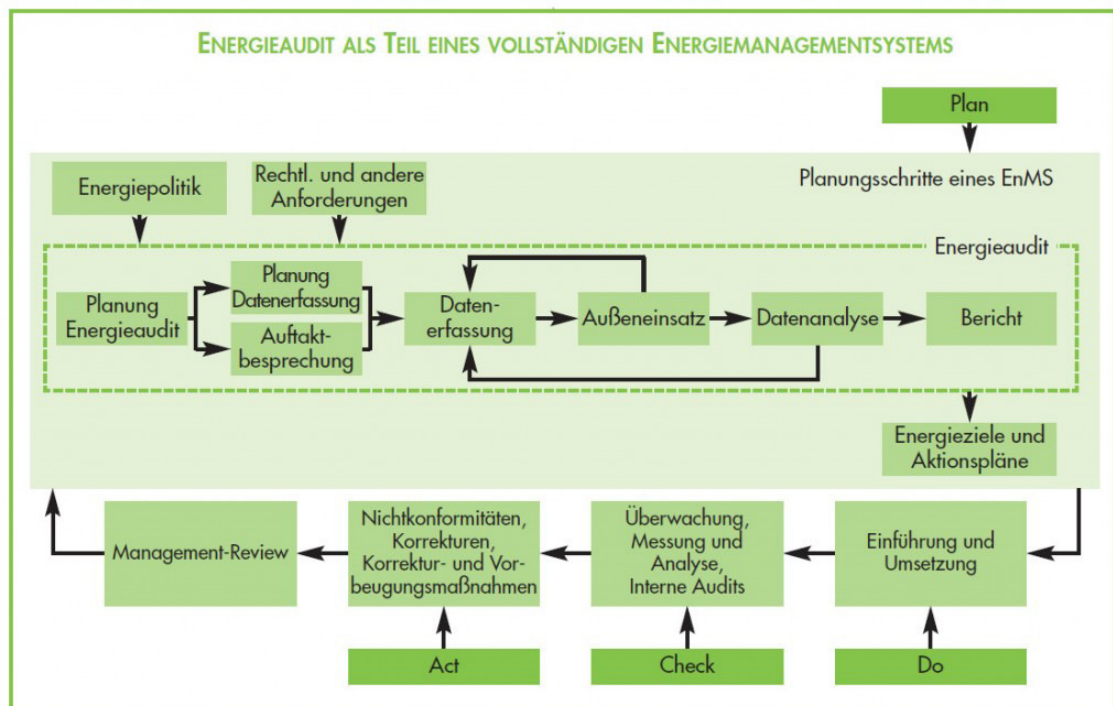 ENERGIEAUDIT ALS TEIL EINES VOLLSTÄNDIGEN ENERGIEMANAGEMENTSYSTEMS
Plan
Planungsschritte eines EnMS
Energiepolitik
Rechtl. und andere
Anforderungen
Energieaudit
Planung
Energieaudit
Planung
Datenerfassung
Auftakt-
besprechung
Daten-
erfassung
Außeneinsatz
Datenanalyse
Bericht
Energieziele und
Aktionspläne
Management-Review
Nichtkonformitäten,
Korrekturen,
Korrektur- und Vor-
beugungsmaßnahmen
Überwachung,
Messung und
Analyse,
Interne Audits
Einführung und
Umsetzung
Act
Check
Do